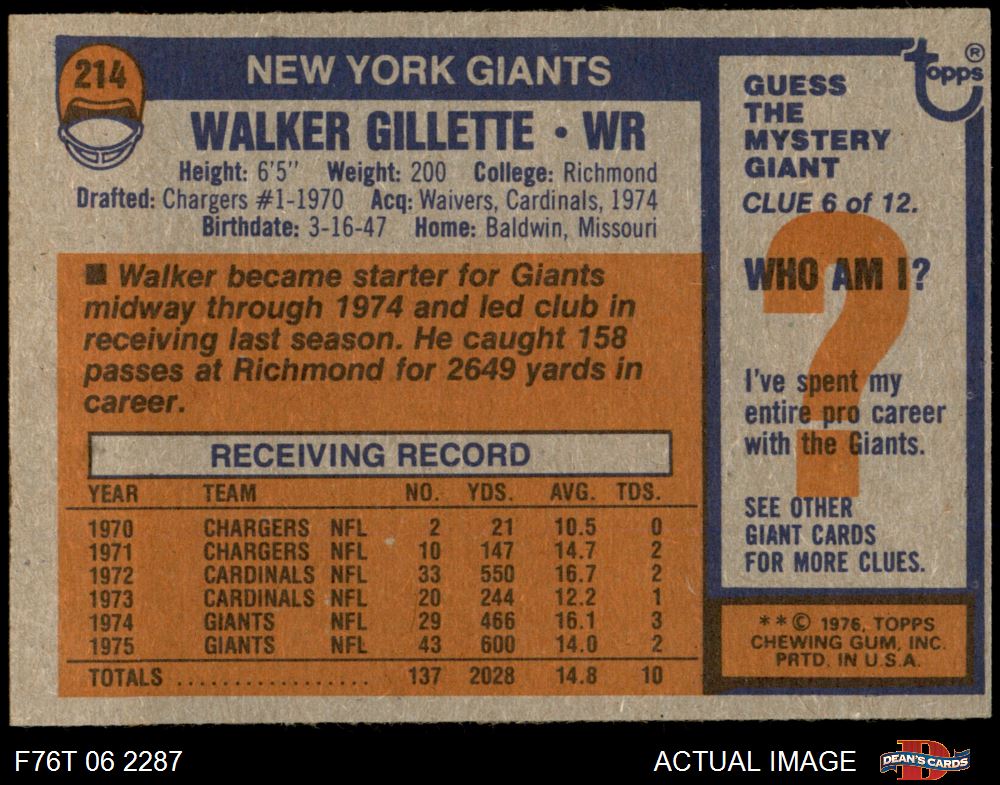 214
NEW YORK GIANTS
WALKER GILLETTE • WR
Height: 6'5" Weight: 200 College: Richmond
Drafted: Chargers #1-1970 Acq: Waivers, Cardinals, 1974
Birthdate: 3-16-47 Home: Baldwin, Missouri
■ Walker became starter for Giants
midway through 1974 and led club in
receiving last season. He caught 158
passes at Richmond for 2649 yards in
career.
RECEIVING RECORD
YEAR TEAM NO. YDS. AVG. TDS.
1970 CHARGERS NFL 2 21 10.5 0
1971 CHARGERS NFL 10 147 14.7 2
1972 CARDINALS NFL 33 550 16.7 2
1973 CARDINALS NFL 20 244 12.2 1
1974 GIANTS NFL 29 466 16.1 3
1975 GIANTS NFL 43 600 14.0 2
TOTALS .................. 137 2028 14.8 10
topps ®
GUESS
THE
MYSTERY
GIANT
CLUE 6 of 12.
?
WHO AM I?
I've spent my
entire pro career
with the Giants.
SEE OTHER
GIANT CARDS
FOR MORE CLUES.
**© 1976, TOPPS
CHEWING GUM, INC.
PRTD. IN U.S.A.
F76T 06 2287
ACTUAL IMAGE
D
DEAN'S CARDS